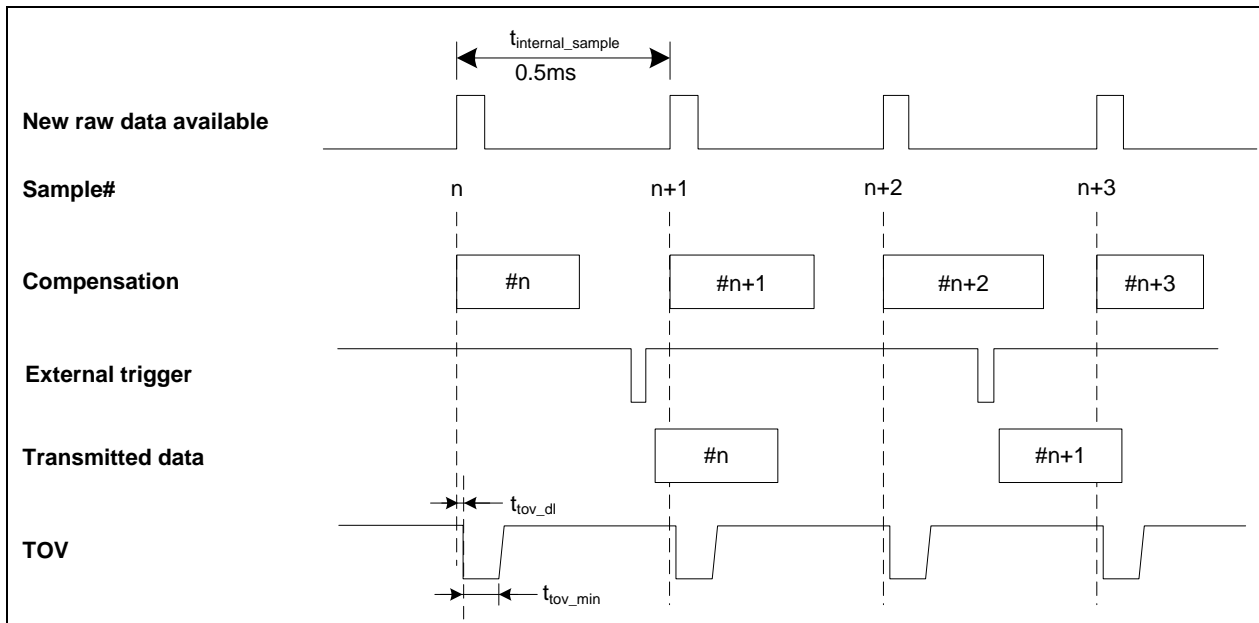 t_internal_sample
0.5ms
New raw data available
Sample# n n+1 n+2 n+3
Compensation #n #n+1 #n+2 #n+3
External trigger
Transmitted data #n #n+1
t_tov_dl
TOV
t_tov_min